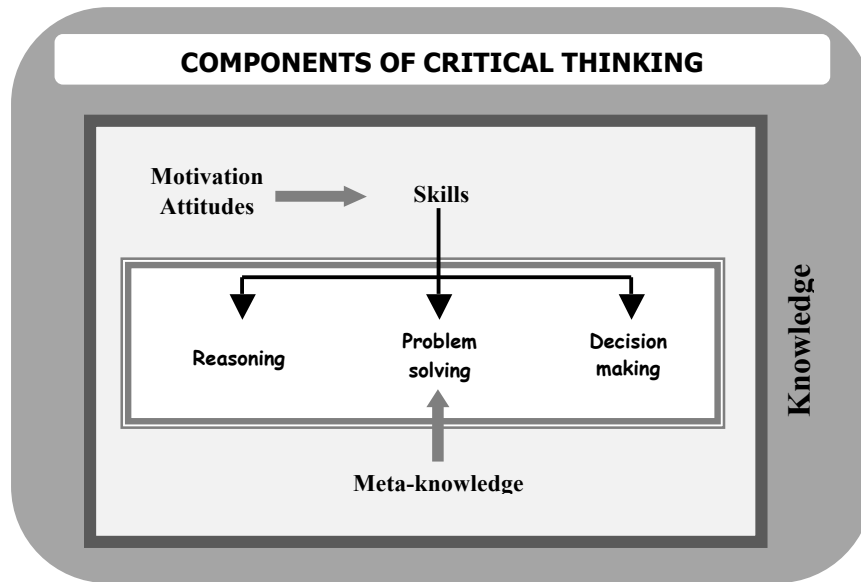 COMPONENTS OF CRITICAL THINKING
Motivation
Attitudes
Skills
Reasoning
Problem
solving
Decision
making
Meta-knowledge
Knowledge